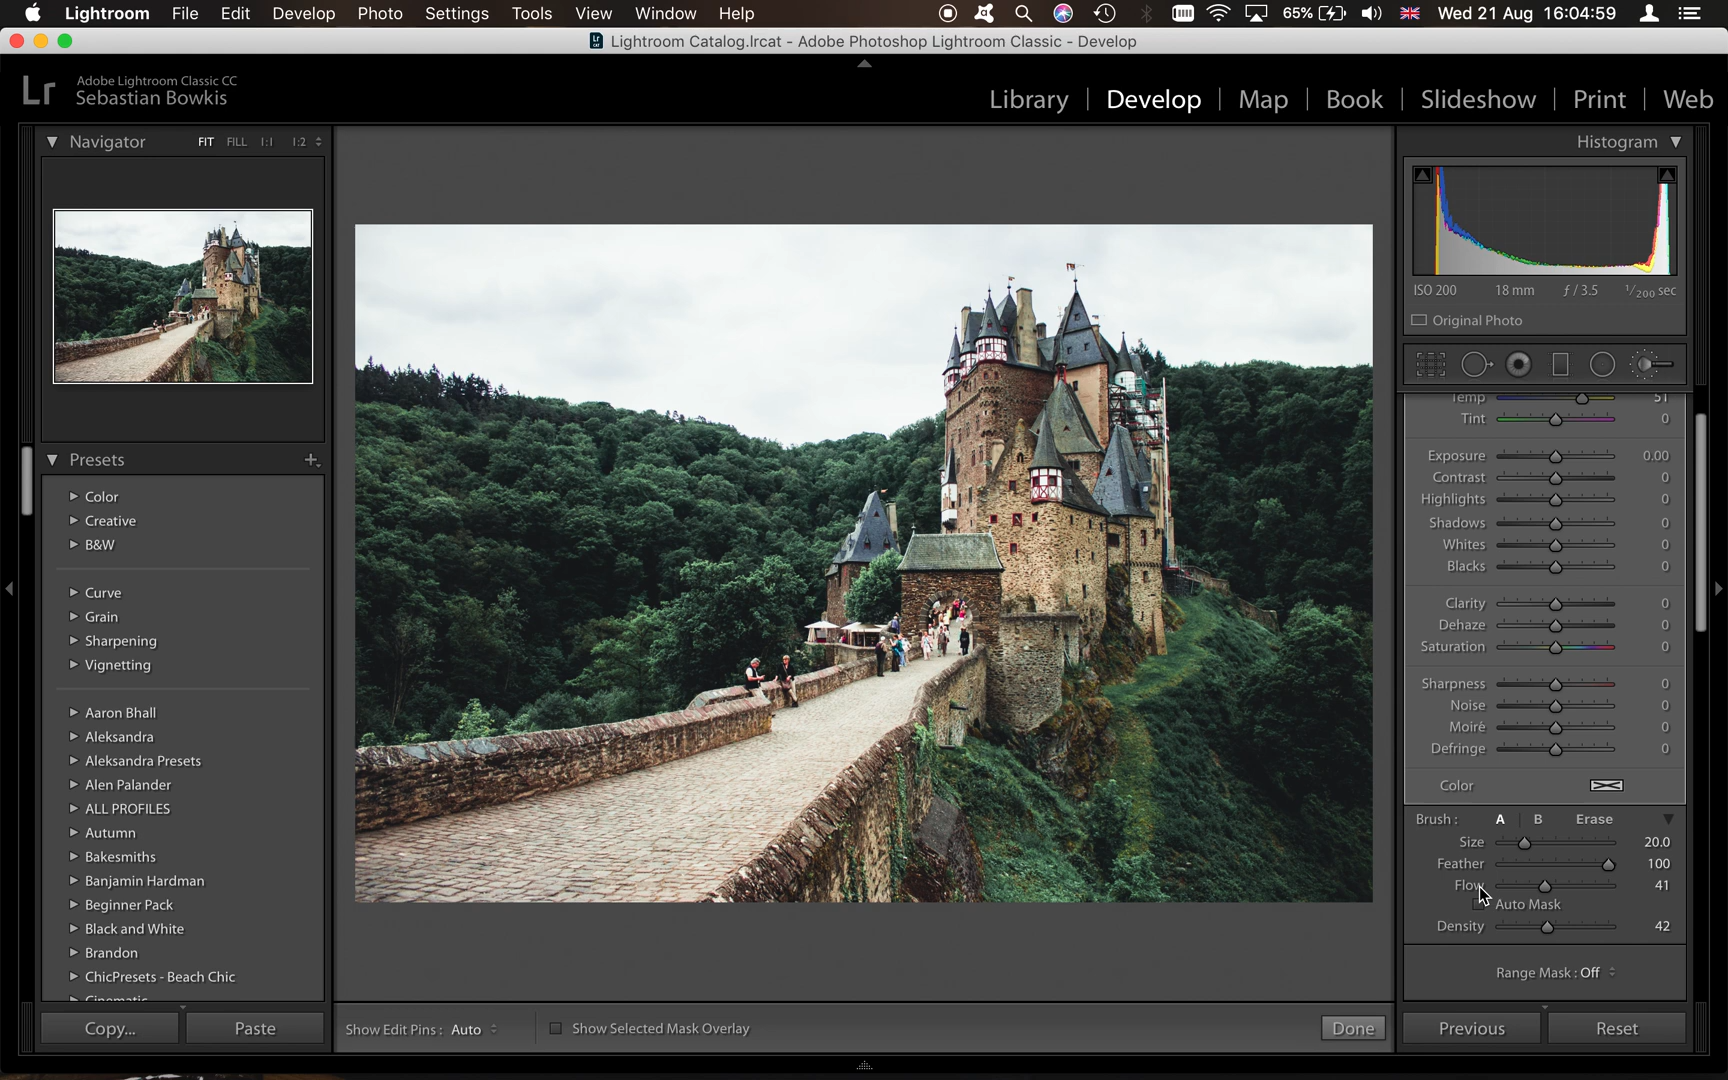 Lightroom File Edit Develop Photo Settings Tools View Window Help 65% Wed 21 Aug 16:04:59
Lightroom Catalog.lrcat - Adobe Photoshop Lightroom Classic - Develop
Lr Adobe Lightroom Classic CC
Sebastian Bowkis
Library | Develop | Map | Book | Slideshow | Print | Web
Navigator FIT FILL 1:1 1:2
Presets
Color
Creative
B&W
Curve
Grain
Sharpening
Vignetting
Aaron Bhall
Aleksandra
Aleksandra Presets
Alen Palander
ALL PROFILES
Autumn
Bakesmiths
Banjamin Hardman
Beginner Pack
Black and White
Brandon
ChicPresets - Beach Chic
Cinematic
Copy... Paste
Show Edit Pins : Auto Show Selected Mask Overlay Done
Histogram
ISO 200 18 mm ƒ / 3.5 1/200 sec
Original Photo
Temp 51
Tint 0
Exposure 0.00
Contrast 0
Highlights 0
Shadows 0
Whites 0
Blacks 0
Clarity 0
Dehaze 0
Saturation 0
Sharpness 0
Noise 0
Moiré 0
Defringe 0
Color
Brush : A | B Erase
Size 20.0
Feather 100
Flow 41
Auto Mask
Density 42
Range Mask : Off
Previous Reset